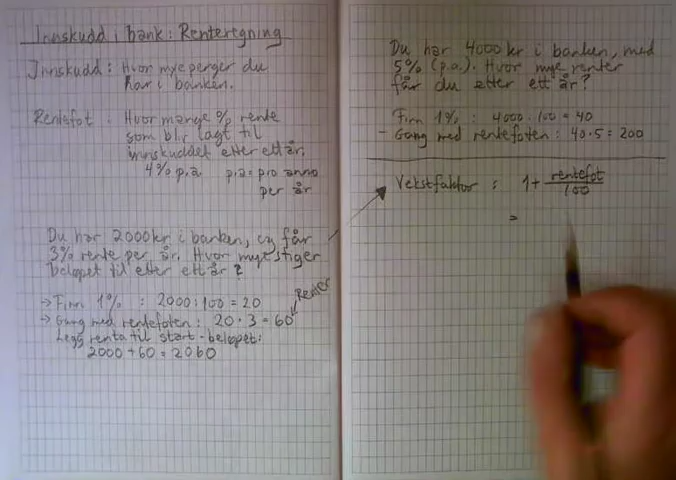 Innskudd i bank: Renteregning
Innskudd: Hvor mye penger du
har i banken.
Rentefot: Hvor mange % rente
som blir lagt til
innskuddet etter ett år.
4% p.a. p.a = pro anno
per år
Du har 2000 kr i banken, og får
3% rente per år. Hvor mye stiger
beløpet til etter ett år?
→ Finn 1% : 2000:100 = 20
→ Gang med rentefoten: 20 · 3 = 60
Renter
Legg renta til start-beløpet:
2000 + 60 = 2060
Du har 4000 kr i banken, med
5% (p.a.). Hvor mye renter
får du etter ett år?
Finn 1% : 4000:100 = 40
- Gang med rentefoten: 40 · 5 = 200
Vekstfaktor : 1 + rentefot
100
=